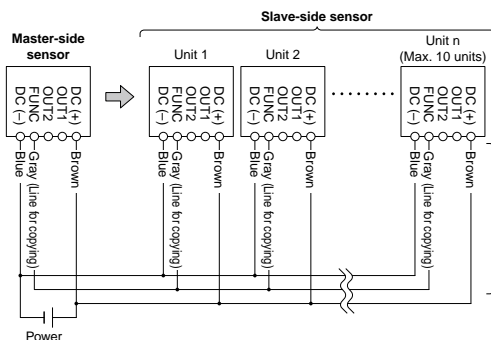 Slave-side sensor
Master-side
sensor
Unit 1
Unit 2
Unit n
(Max. 10 units)
DC (−)
FUNC
OUT2
OUT1
DC (+)
DC (−)
FUNC
OUT2
OUT1
DC (+)
DC (−)
FUNC
OUT2
OUT1
DC (+)
DC (−)
FUNC
OUT2
OUT1
DC (+)
Blue
Gray (Line for copying)
Brown
Blue
Gray (Line for copying)
Brown
Blue
Gray (Line for copying)
Brown
Blue
Gray (Line for copying)
Brown
Power